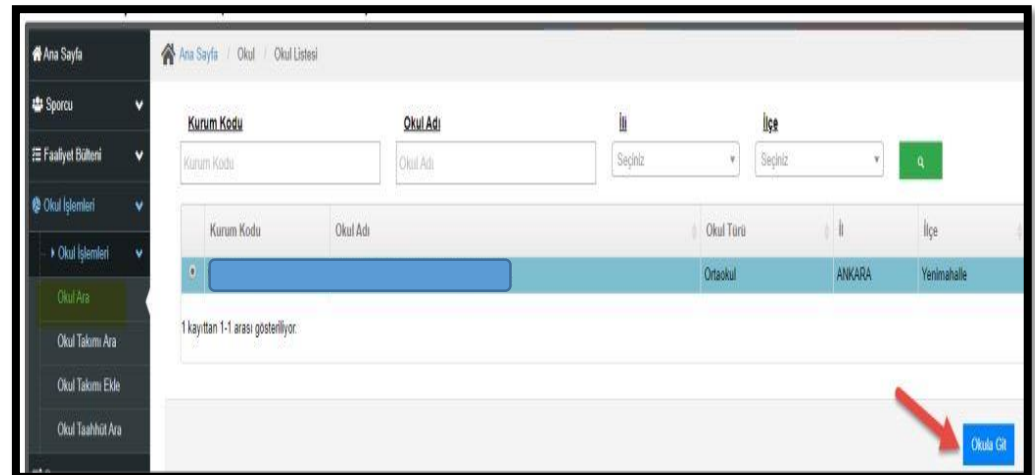 Ana Sayfa
Sporcu
Faaliyet Bülteni
Okul İşlemleri
Okul İşlemleri
Okul Ara
Okul Takımı Ara
Okul Takımı Ekle
Okul Taahhüt Ara
Ana Sayfa / Okul / Okul Listesi
Kurum Kodu Okul Adı İli İlçe
Kurum Kodu Okul Adı Seçiniz Seçiniz
Kurum Kodu Okul Adı Okul Türü İl İlçe
Ortaokul ANKARA Yenimahalle
1 kayıttan 1-1 arası gösteriliyor.
Okula Git